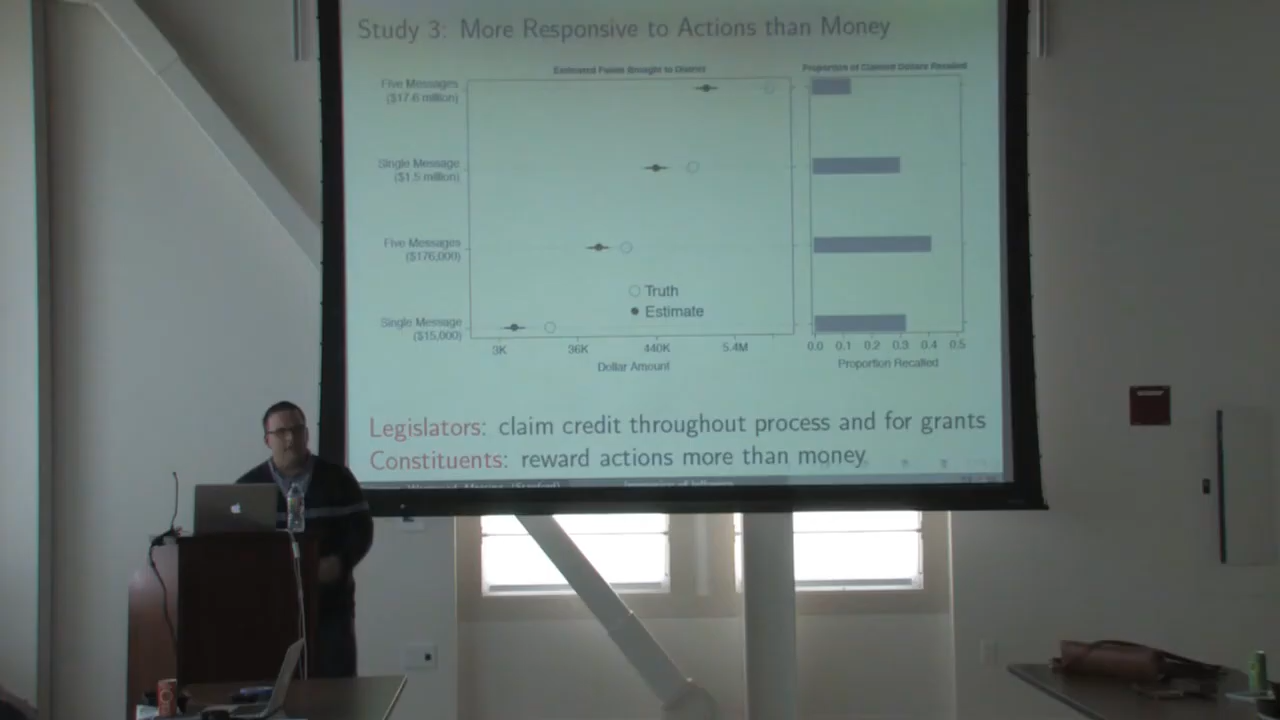 Study 3: More Responsive to Actions than Money
Estimated Funds Brought to District
Proportion of Claimed Dollars Recalled
Five Messages
($17.6 million)
Single Message
($1.5 million)
Five Messages
($176,000)
Single Message
($15,000)
Truth
Estimate
3K 36K 440K 5.4M
Dollar Amount
0.0 0.1 0.2 0.3 0.4 0.5
Proportion Recalled
Legislators: claim credit throughout process and for grants
Constituents: reward actions more than money